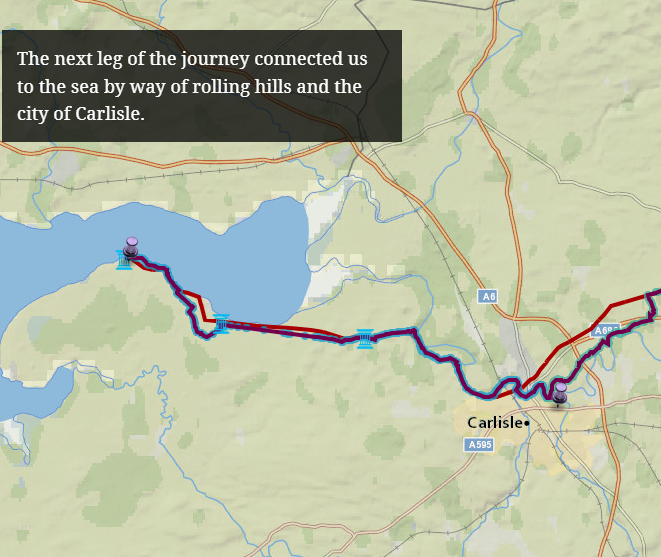 The next leg of the journey connected us
to the sea by way of rolling hills and the
city of Carlisle.
A6
Carlisle
A595